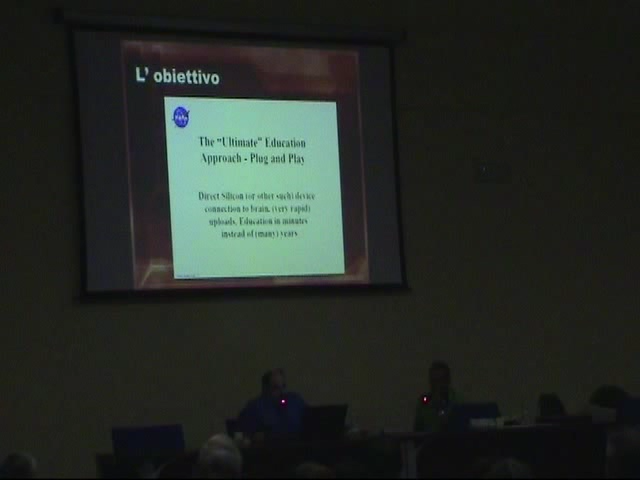 L' obiettivo
NASA
The "Ultimate" Education
Approach - Plug and Play
Direct Silicon (or other such) device
connection to brain, (very rapid)
uploads. Education in minutes
instead of (many) years